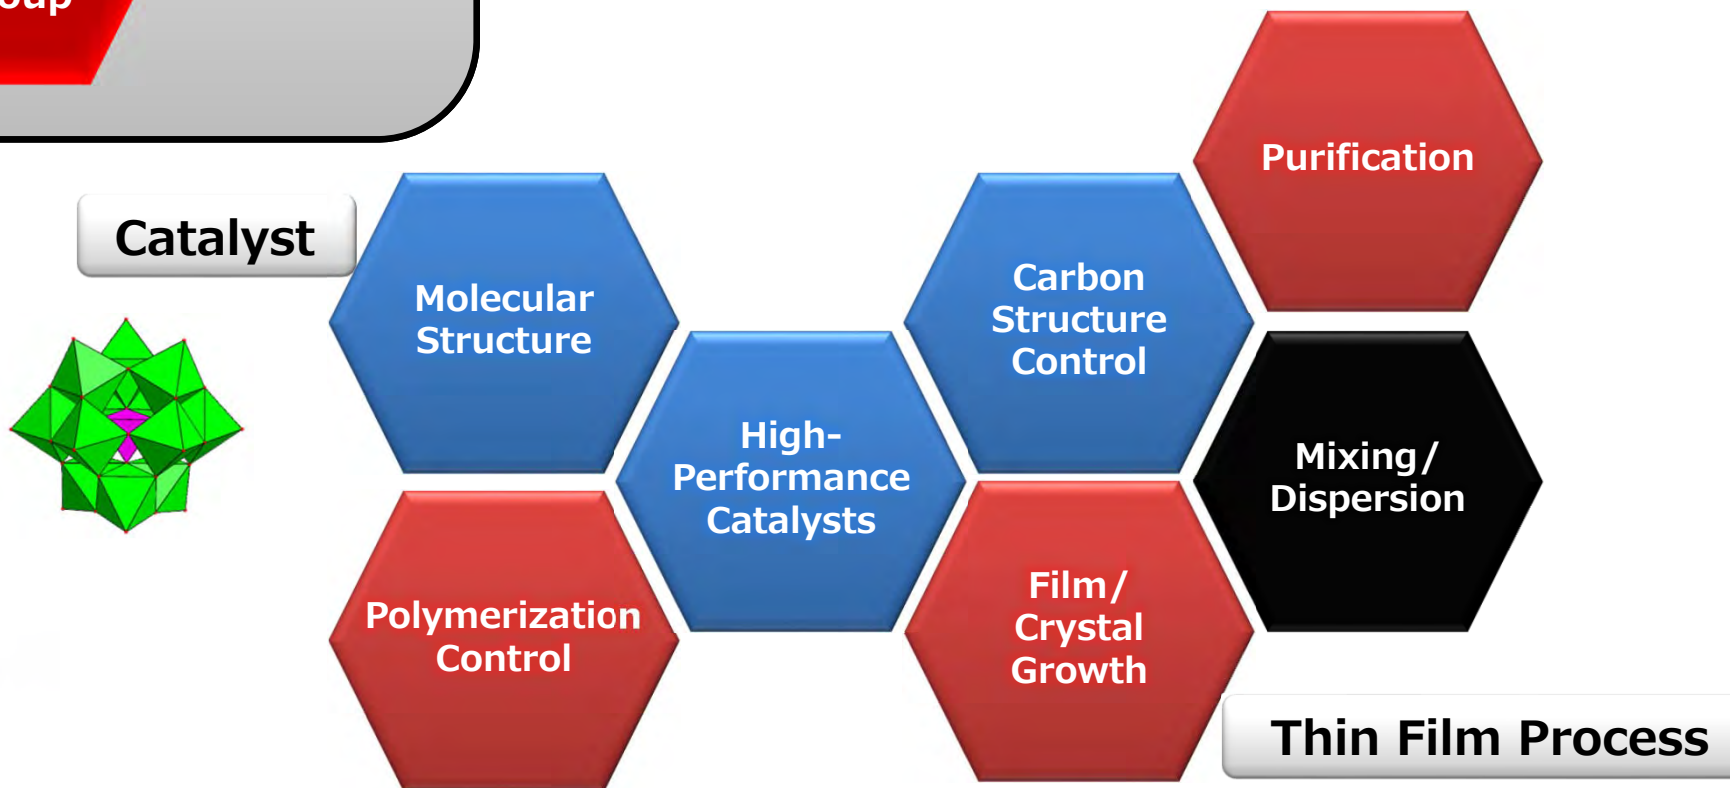 Purification
Catalyst
Molecular
Structure
Carbon
Structure
Control
High-
Performance
Catalysts
Mixing/
Dispersion
Polymerization
Control
Film/
Crystal
Growth
Thin Film Process